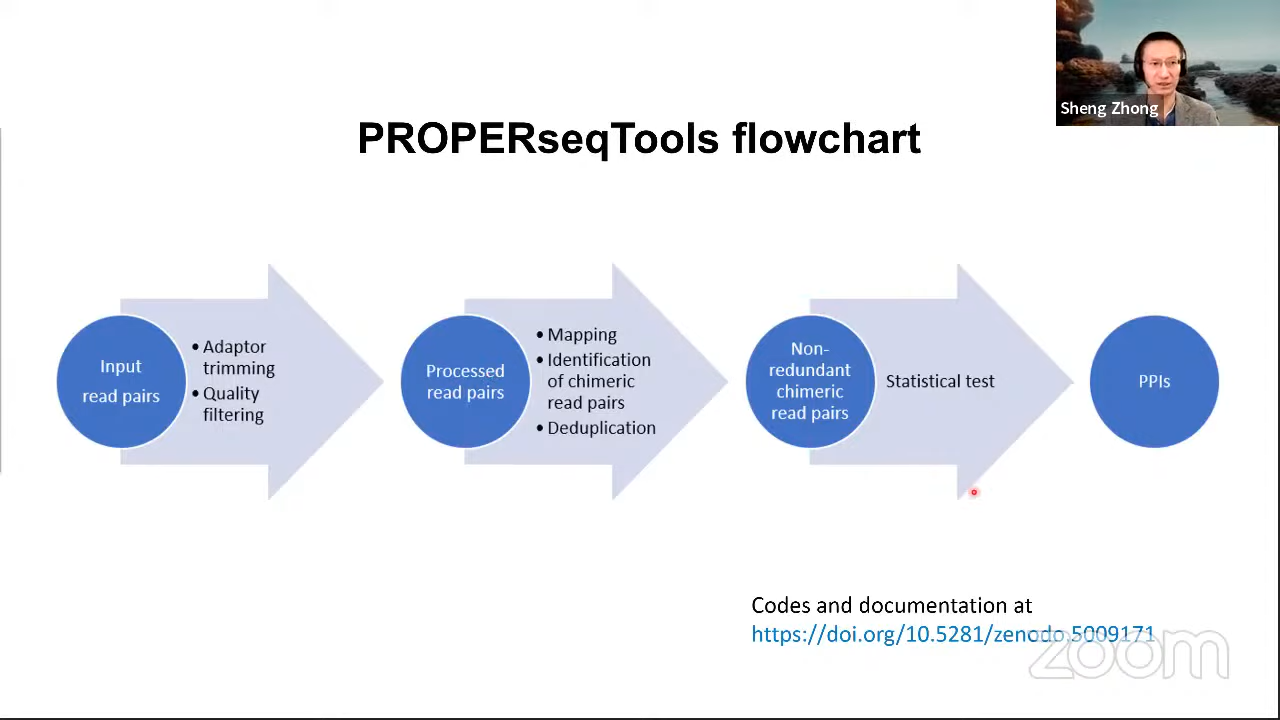 Sheng Zhong
PROPERseqTools flowchart
Input
read pairs
• Adaptor
trimming
• Quality
filtering
Processed
read pairs
• Mapping
• Identification
of chimeric
read pairs
• Deduplication
Non-
redundant
chimeric
read pairs
Statistical test
PPIs
Codes and documentation at
https://doi.org/10.5281/zenodo.5009171
zoom